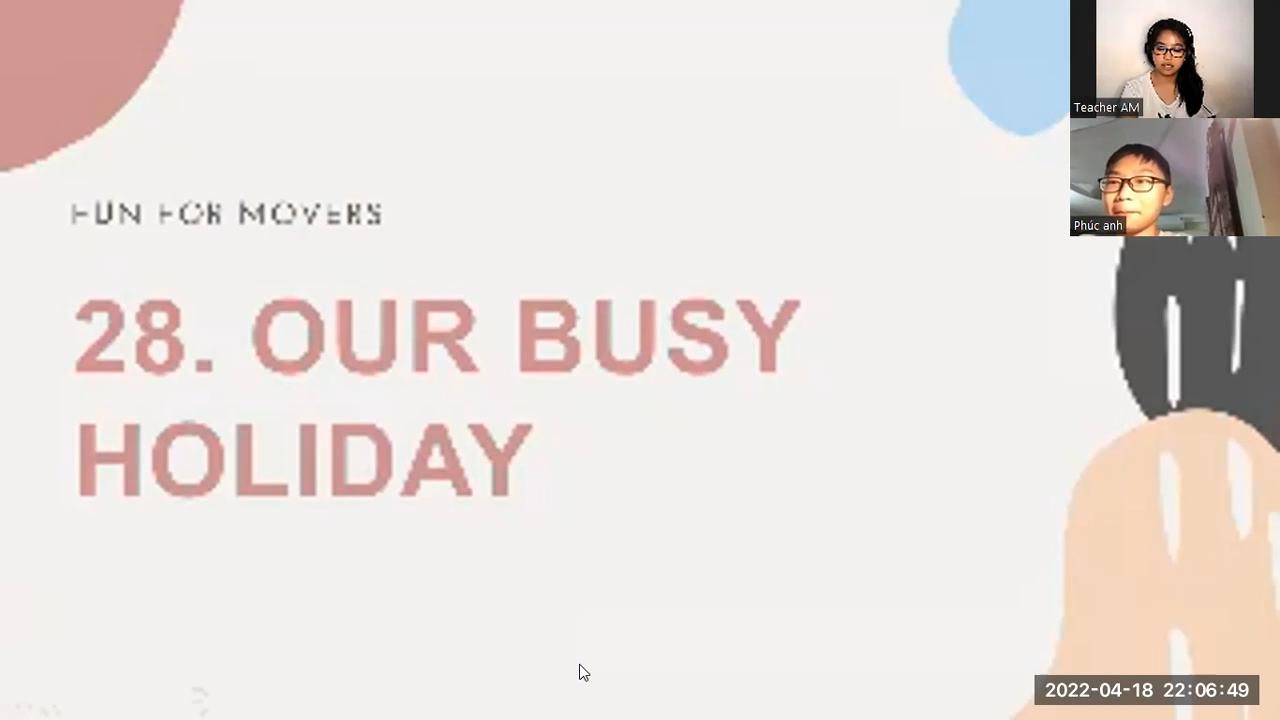 Teacher AM
Phúc anh
FUN FOR MOVERS
28. OUR BUSY
HOLIDAY
2022-04-18 22:06:49